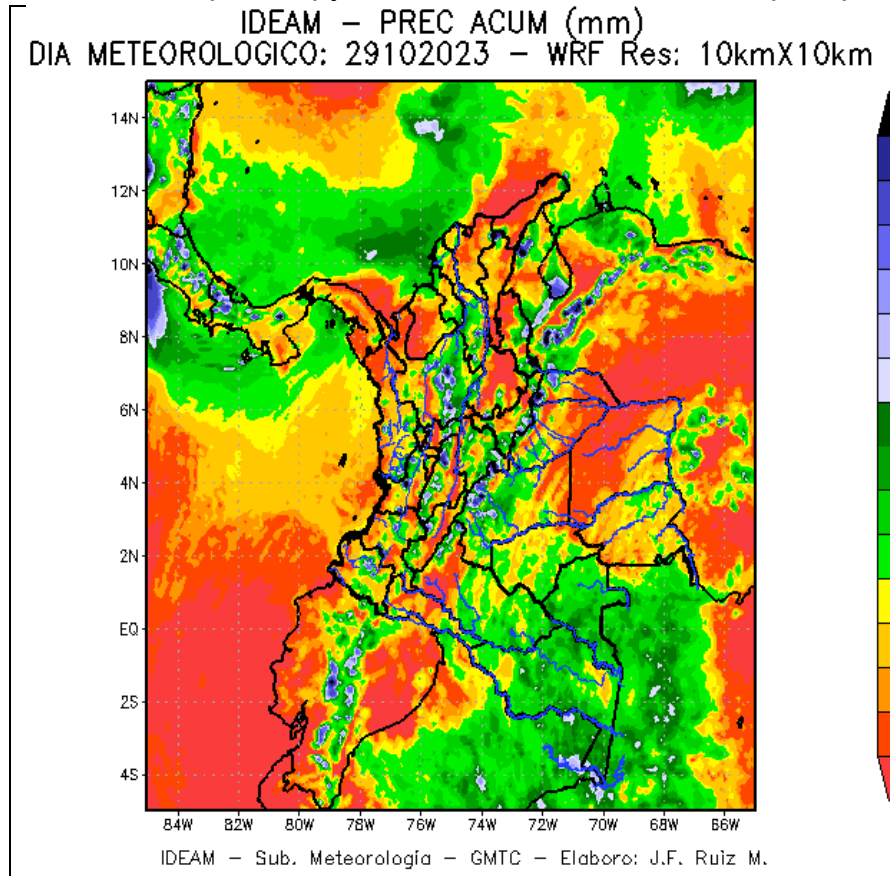 IDEAM – PREC ACUM (mm)
DIA METEOROLOGICO: 29102023 – WRF Res: 10kmX10km
14N
12N
10N
8N
6N
4N
2N
EQ
2S
4S
84W 82W 80W 78W 76W 74W 72W 70W 68W 66W
IDEAM – Sub. Meteorología – GMTC – Elaboro: J.F. Ruiz M.